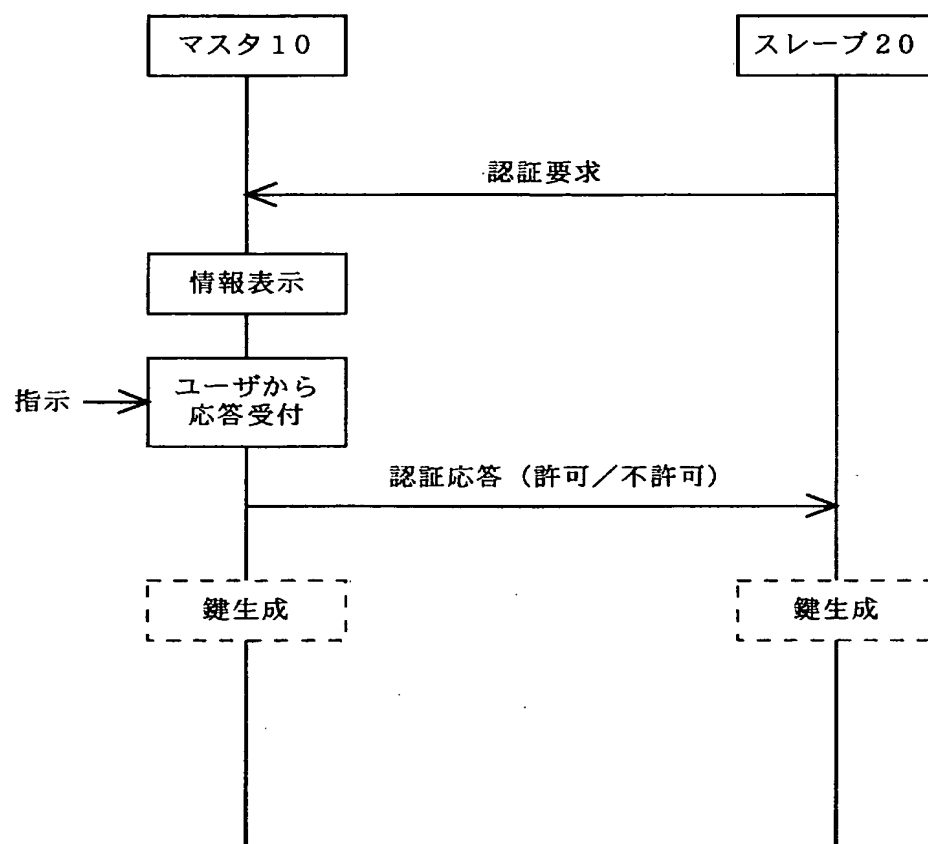 マスタ10
スレーブ20
認証要求
情報表示
指示
ユーザから
応答受付
認証応答（許可／不許可）
鍵生成
鍵生成